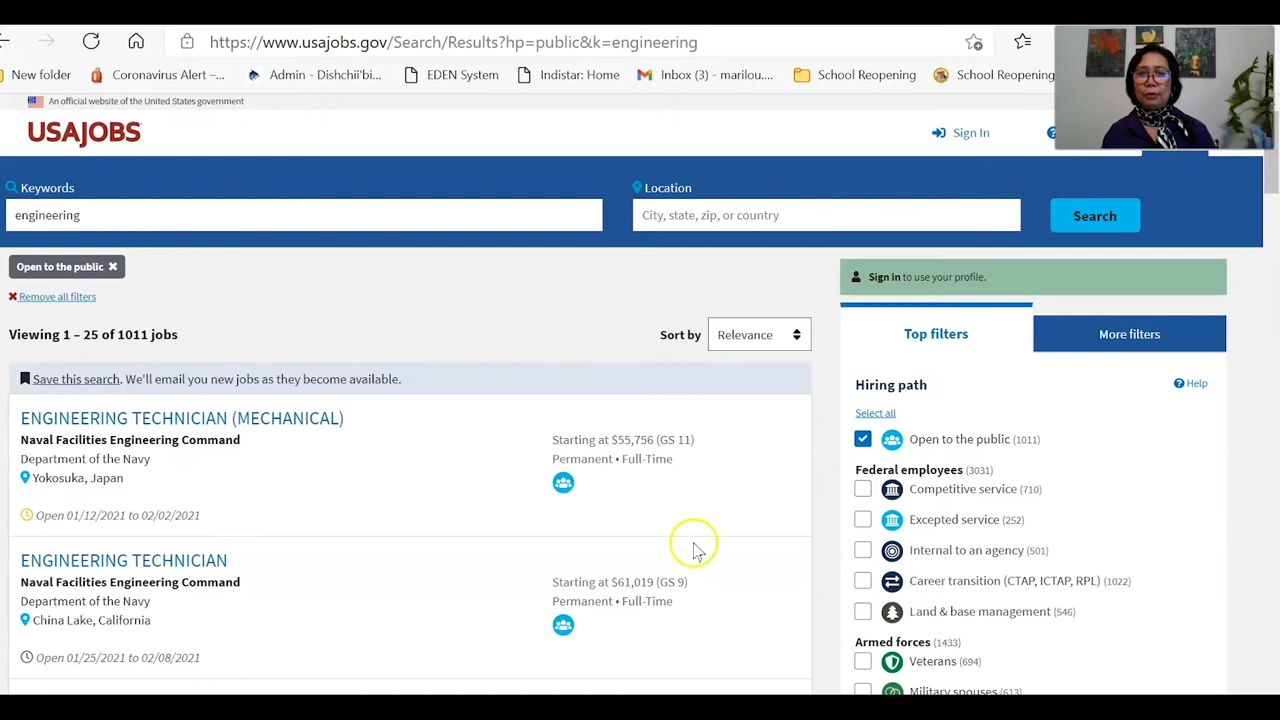 https://www.usajobs.gov/Search/Results?hp=public&k=engineering
New folder
Coronavirus Alert –...
Admin - Dishchii'bi...
EDEN System
Indistar: Home
Inbox (3) - marilou....
School Reopening
School Reopening
An official website of the United States government
USAJOBS
Sign In
Keywords
Location
engineering
City, state, zip, or country
Search
Open to the public
Remove all filters
Sign in to use your profile.
Viewing 1 – 25 of 1011 jobs
Sort by
Relevance
Top filters
More filters
Save this search. We'll email you new jobs as they become available.
Hiring path
Help
Select all
ENGINEERING TECHNICIAN (MECHANICAL)
Naval Facilities Engineering Command
Department of the Navy
Yokosuka, Japan
Starting at $55,756 (GS 11)
Permanent • Full-Time
Open 01/12/2021 to 02/02/2021
ENGINEERING TECHNICIAN
Naval Facilities Engineering Command
Department of the Navy
China Lake, California
Starting at $61,019 (GS 9)
Permanent • Full-Time
Open 01/25/2021 to 02/08/2021
Open to the public (1011)
Federal employees (3031)
Competitive service (710)
Excepted service (252)
Internal to an agency (501)
Career transition (CTAP, ICTAP, RPL) (1022)
Land & base management (546)
Armed forces (1433)
Veterans (694)
Military spouses (613)